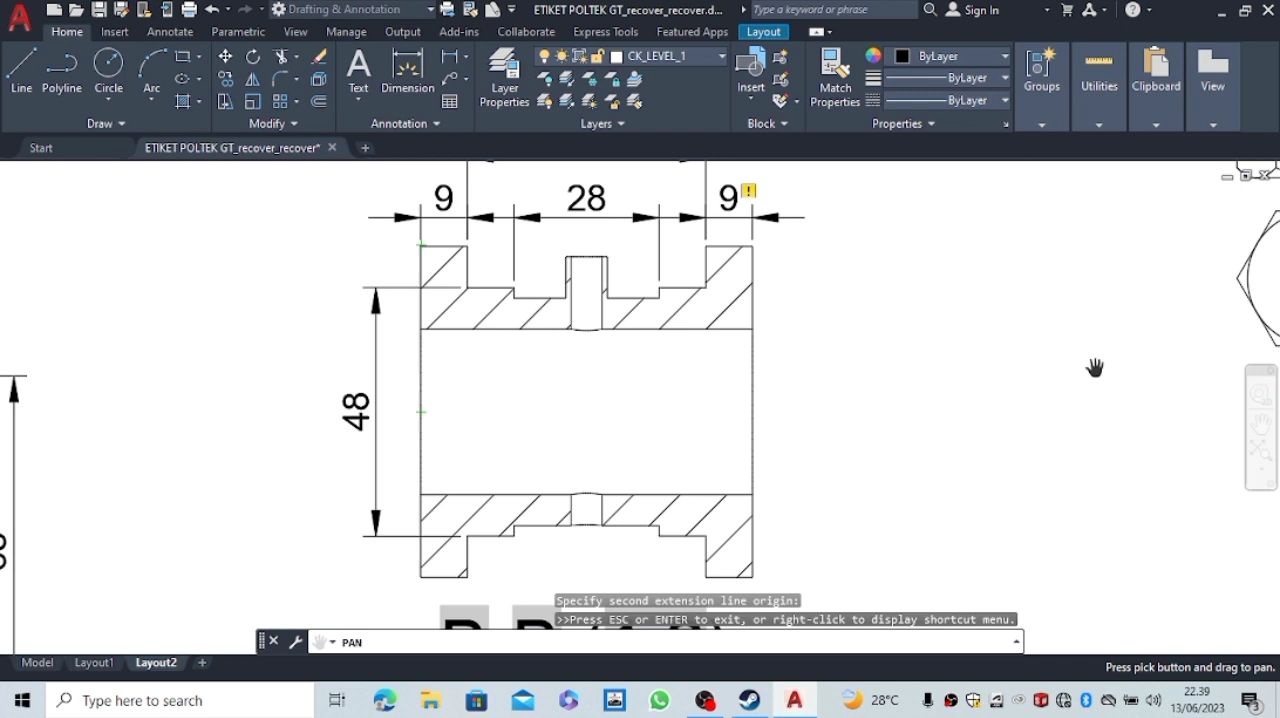 Drafting & Annotation
ETIKET POLTEK GT_recover_recover.d...
Type a keyword or phrase
Sign In
Home
Insert
Annotate
Parametric
View
Manage
Output
Add-ins
Collaborate
Express Tools
Featured Apps
Layout
Line
Polyline
Circle
Arc
Text
Dimension
Layer
Properties
CK_LEVEL_1
Insert
Match
Properties
ByLayer
ByLayer
ByLayer
Groups
Utilities
Clipboard
View
Draw
Modify
Annotation
Layers
Block
Properties
Start
ETIKET POLTEK GT_recover_recover*
9
28
9
48
Specify second extension line origin:
>>Press ESC or ENTER to exit, or right-click to display shortcut menu.
PAN
Model
Layout1
Layout2
Press pick button and drag to pan.
Type here to search
28°C
22.39
13/06/2023
3